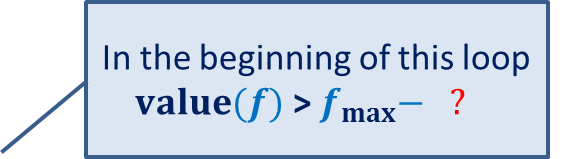 In the beginning of this loop
value(f) > fmax− ?